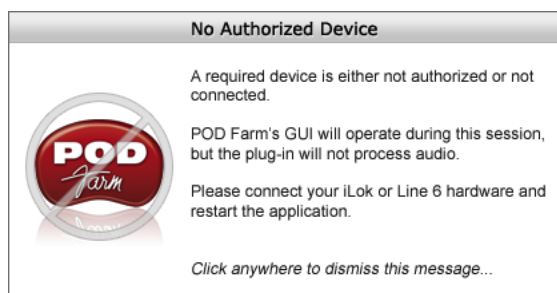 No Authorized Device
A required device is either not authorized or not
connected.
POD Farm's GUI will operate during this session,
but the plug-in will not process audio.
Please connect your iLok or Line 6 hardware and
restart the application.
POD
Farm
Click anywhere to dismiss this message...